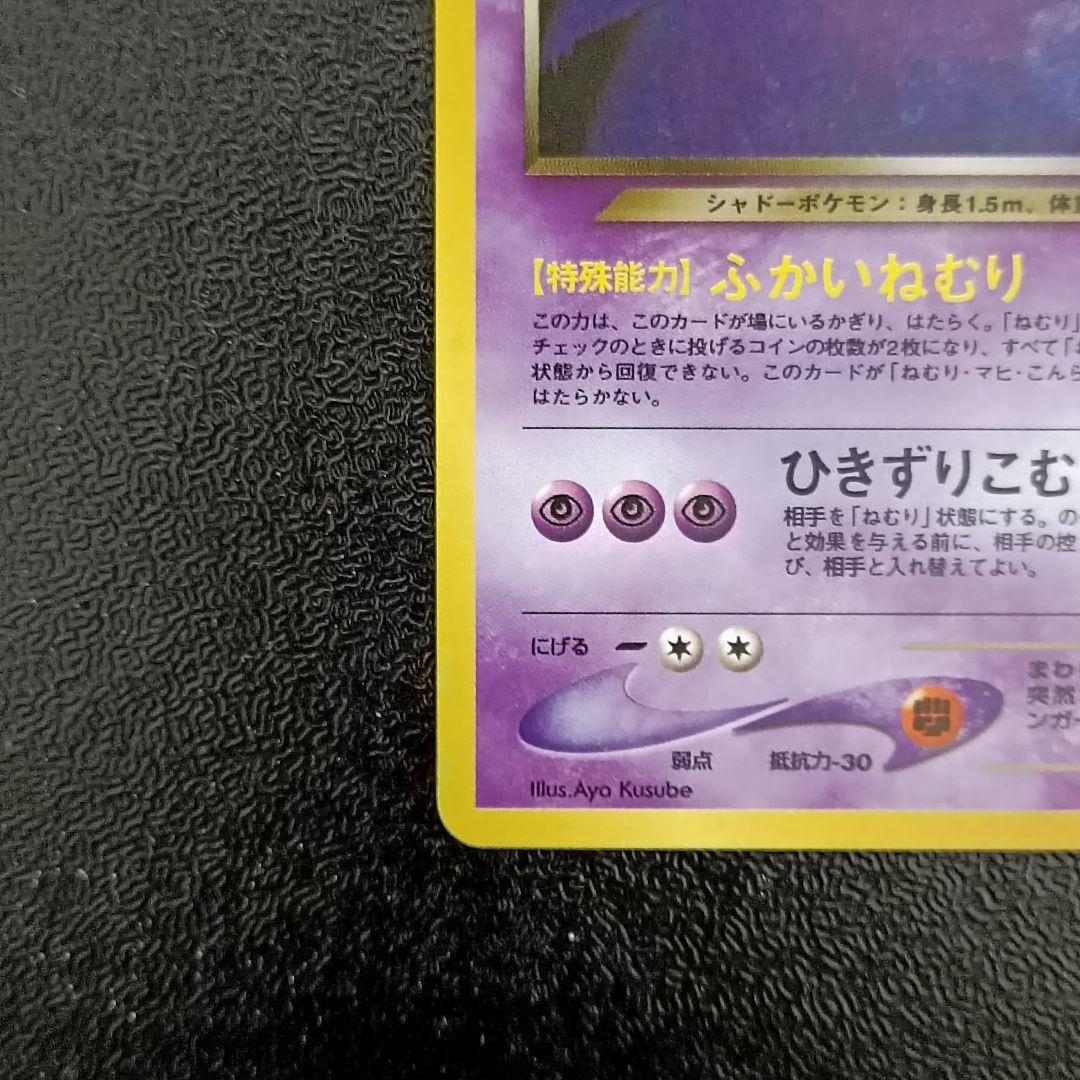 シャドーポケモン：身長1.5m、体
【特殊能力】ふかいねむり
この力は、このカードが場にいるかぎり、はたらく。「ねむり」
チェックのときに投げるコインの枚数が2枚になり、すべて「
状態から回復できない。このカードが「ねむり・マヒ・こんら
はたらかない。
ひきずりこむ
相手を「ねむり」状態にする。の
と効果を与える前に、相手の控
び、相手と入れ替えてよい。
にげる
まわ
突然
ンガー
弱点 抵抗力-30
Illus.Aya Kusube